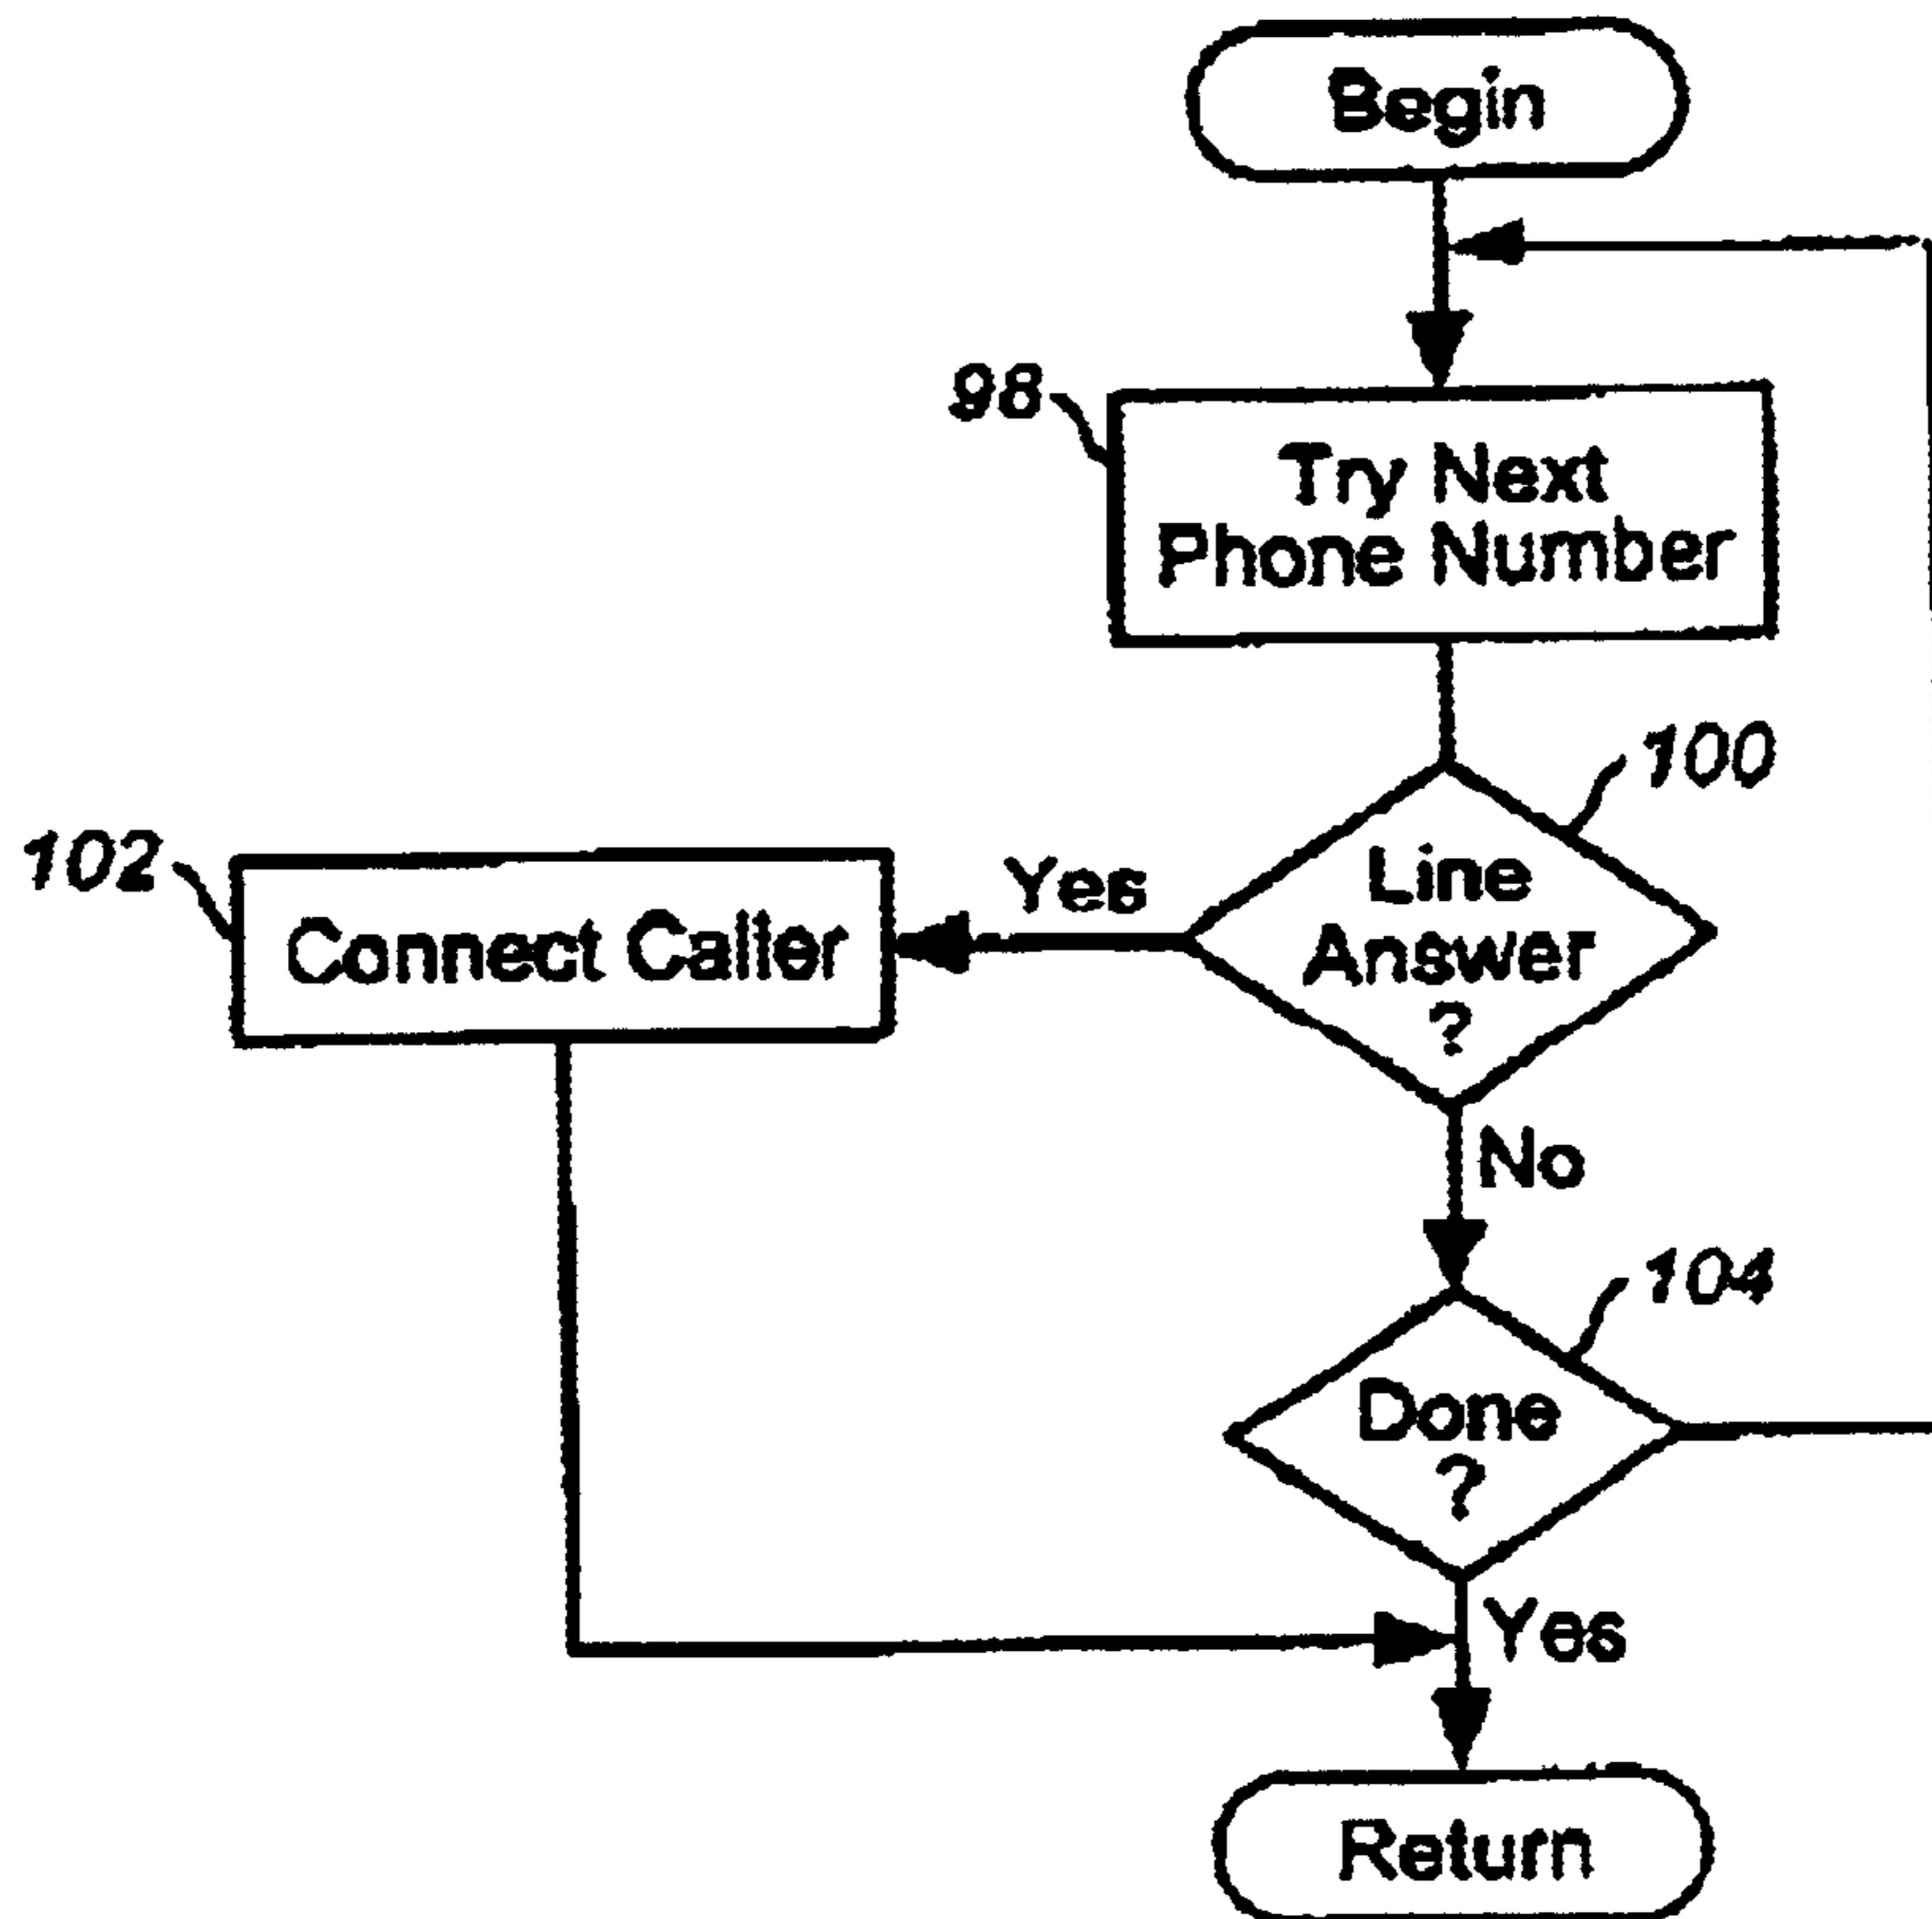 Begin
98
Try Next
Phone Number
100
Line
Answer
?
Yes
102
Connect Caller
No
104
Done
?
Yes
Return